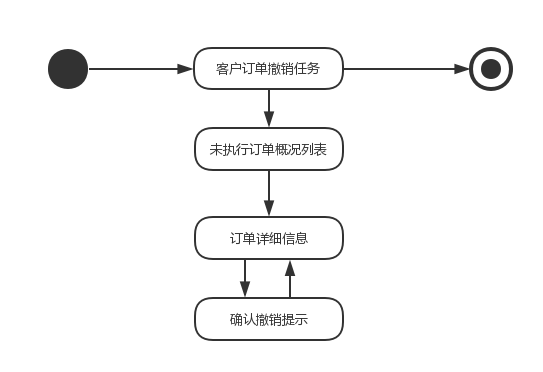 客户订单撤销任务
未执行订单概况列表
订单详细信息
确认撤销提示